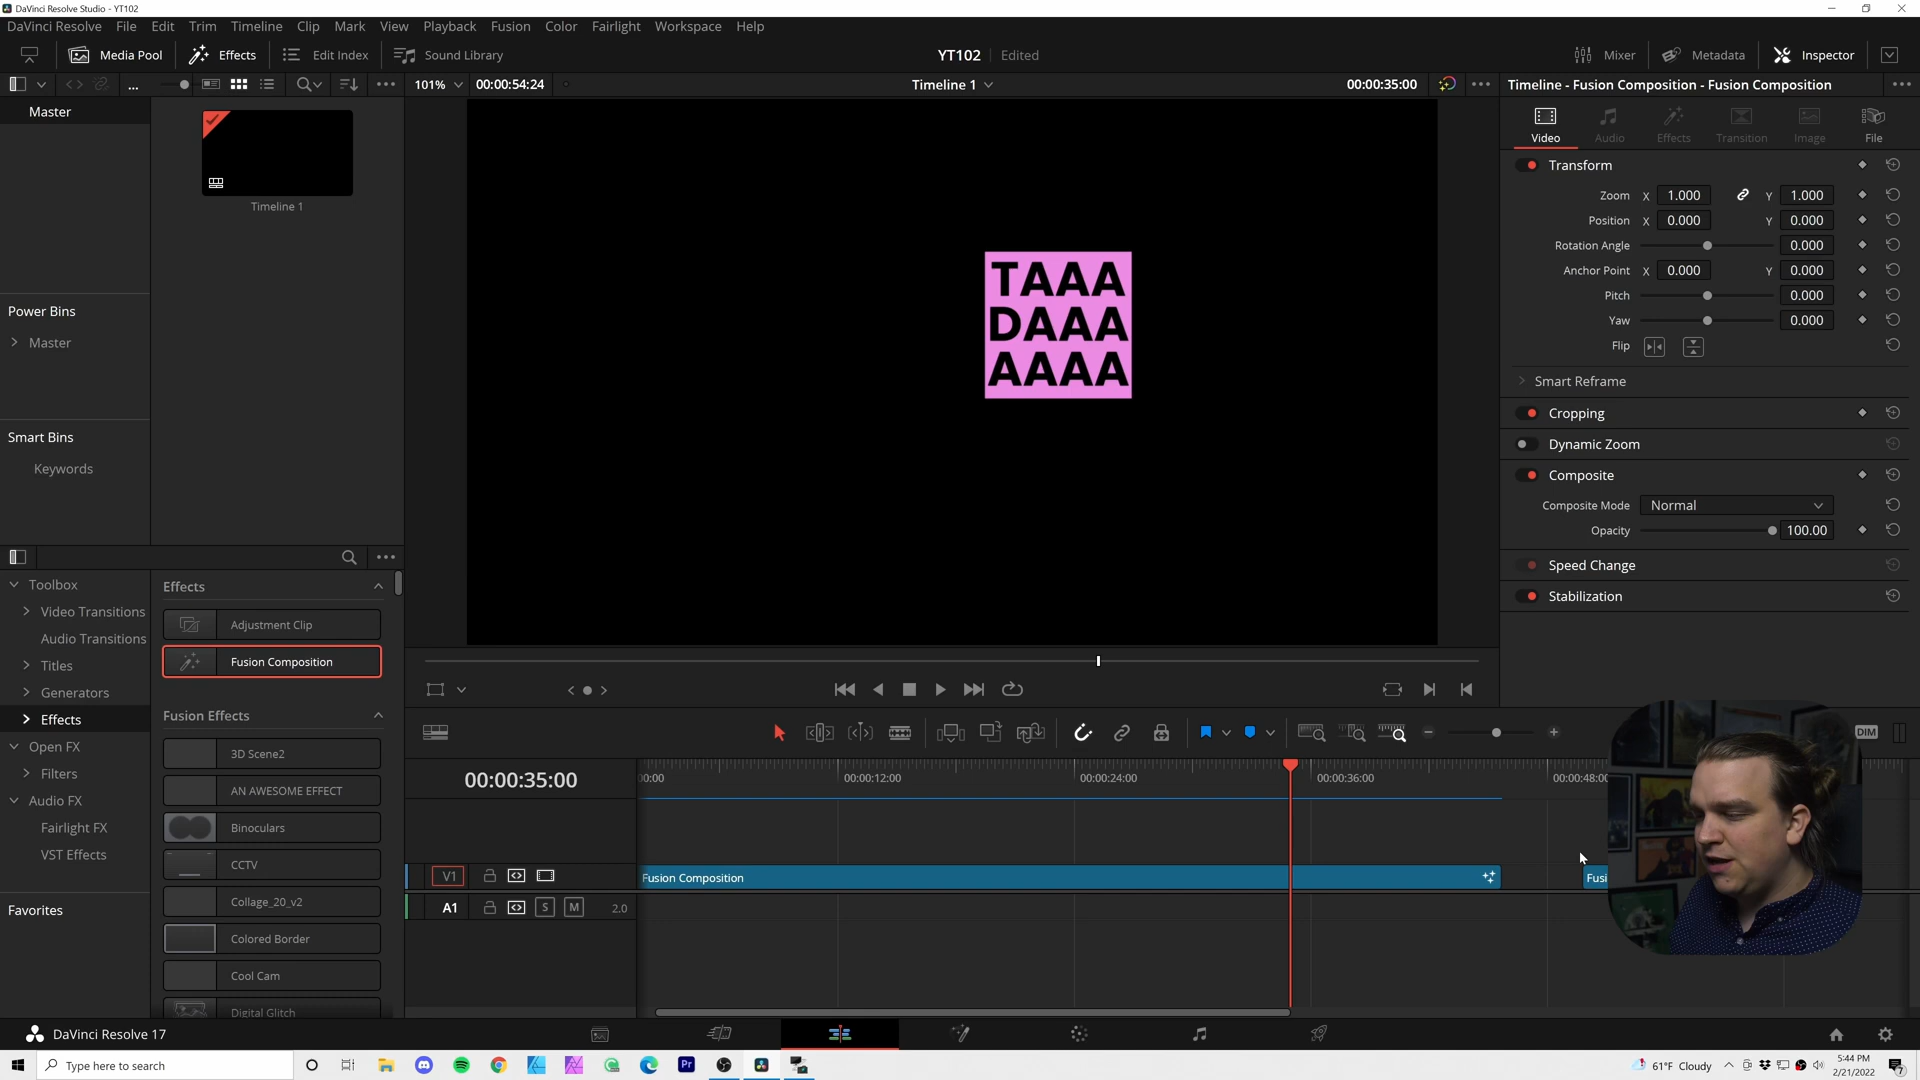 DaVinci Resolve Studio - YT102
DaVinci Resolve File Edit Trim Timeline Clip Mark View Playback Fusion Color Fairlight Workspace Help
Media Pool Effects Edit Index Sound Library YT102 Edited Mixer Metadata Inspector
101% 00:00:54:24 Timeline 1 00:00:35:00 Timeline - Fusion Composition - Fusion Composition
Master
Timeline 1
Power Bins
Master
Smart Bins
Keywords
TAAA
DAAA
AAAA
Video Audio Effects Transition Image File
Transform
Zoom X 1.000 Y 1.000
Position X 0.000 Y 0.000
Rotation Angle 0.000
Anchor Point X 0.000 Y 0.000
Pitch 0.000
Yaw 0.000
Flip
Smart Reframe
Cropping
Dynamic Zoom
Composite
Composite Mode Normal
Opacity 100.00
Speed Change
Stabilization
Toolbox
Video Transitions
Audio Transitions
Titles
Generators
Effects
Open FX
Filters
Audio FX
Fairlight FX
VST Effects
Favorites
Effects
Adjustment Clip
Fusion Composition
Fusion Effects
3D Scene2
AN AWESOME EFFECT
Binoculars
CCTV
Collage_20_v2
Colored Border
Cool Cam
Digital Glitch
DIM
00:00:35:00 00:00 00:00:12:00 00:00:24:00 00:00:36:00 00:00:48:00
V1 Fusion Composition Fusi
A1 S M 2.0
DaVinci Resolve 17
Type here to search
61°F Cloudy
5:44 PM
2/21/2022